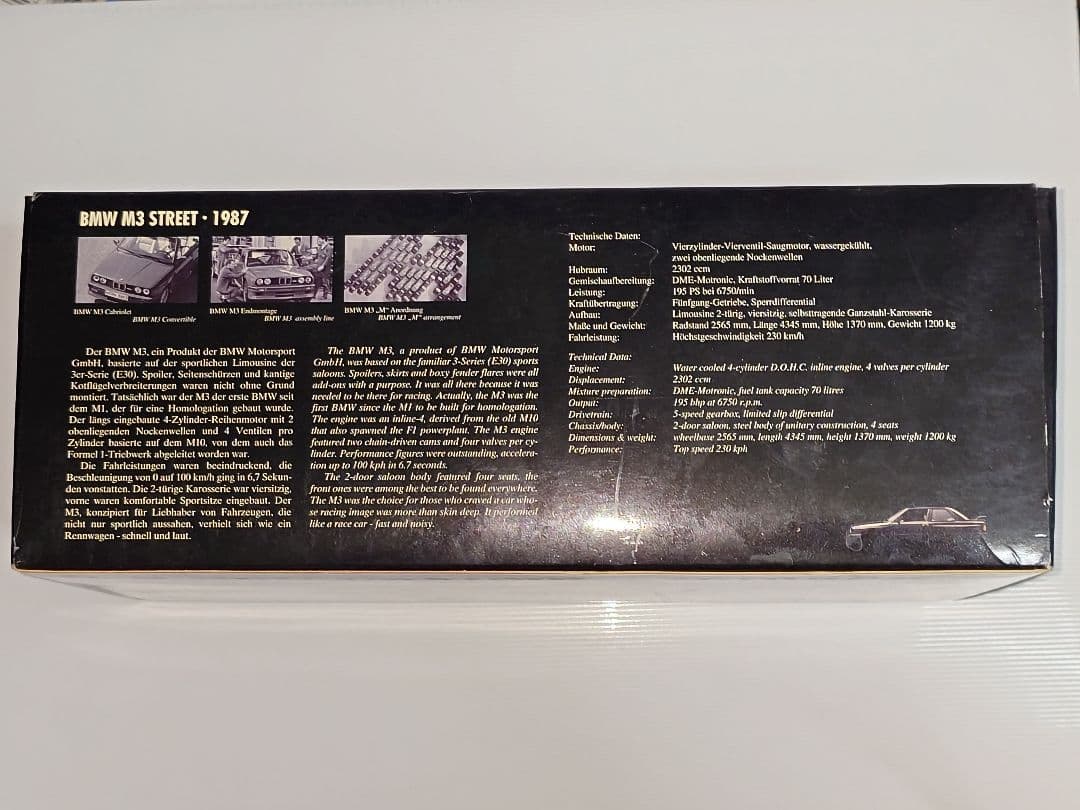 BMW M3 STREET · 1987
BMW M3 Cabriolet
BMW M3 Convertible
BMW M3 Endmontage
BMW M3 assembly line
BMW M3 „M“ Anordnung
BMW M3 „M“ arrangement
Der BMW M3, ein Produkt der BMW Motorsport
GmbH, basierte auf der sportlichen Limousine der
3er-Serie (E30). Spoiler, Seitenschürzen und kantige
Kotflügelverbreiterungen waren nicht ohne Grund
montiert. Tatsächlich war der M3 der erste BMW seit
dem M1, der für eine Homologation gebaut wurde.
Der längs eingebaute 4-Zylinder-Reihenmotor mit 2
obenliegenden Nockenwellen und 4 Ventilen pro
Zylinder basierte auf dem M10, von dem auch das
Formel 1-Triebwerk abgeleitet worden war.
Die Fahrleistungen waren beeindruckend, die
Beschleunigung von 0 auf 100 km/h ging in 6,7 Sekun-
den vonstatten. Die 2-türige Karosserie war viersitzig,
vorne waren komfortable Sportsitze eingebaut. Der
M3, konzipiert für Liebhaber von Fahrzeugen, die
nicht nur sportlich aussahen, verhielt sich wie ein
Rennwagen - schnell und laut.
The BMW M3, a product of BMW Motorsport
GmbH, was based on the familiar 3-Series (E30) sports
saloons. Spoilers, skirts and boxy fender flares were all
add-ons with a purpose. It was all there because it was
needed to be there for racing. Actually, the M3 was the
first BMW since the M1 to be built for homologation.
The engine was an inline-4, derived from the old M10
that also spawned the F1 powerplant. The M3 engine
featured two chain-driven cams and four valves per cy-
linder. Performance figures were outstanding, accelera-
tion up to 100 kph in 6.7 seconds.
The 2-door saloon body featured four seats, the
front ones were among the best to be found everywhere.
The M3 was the choice for those who craved a car who-
se racing image was more than skin deep. It performed
like a race car - fast and noisy.
Technische Daten:
Motor: Vierzylinder-Vierventil-Saugmotor, wassergekühlt,
zwei obenliegende Nockenwellen
Hubraum: 2302 ccm
Gemischaufbereitung: DME-Motronic, Kraftstoffvorrat 70 Liter
Leistung: 195 PS bei 6750/min
Kraftübertragung: Fünfgang-Getriebe, Sperrdifferential
Aufbau: Limousine 2-türig, viersitzig, selbsttragende Ganzstahl-Karosserie
Maße und Gewicht: Radstand 2565 mm, Länge 4345 mm, Höhe 1370 mm, Gewicht 1200 kg
Fahrleistung: Höchstgeschwindigkeit 230 km/h
Technical Data:
Engine: Water cooled 4-cylinder D.O.H.C. inline engine, 4 valves per cylinder
Displacement: 2302 ccm
Mixture preparation: DME-Motronic, fuel tank capacity 70 litres
Output: 195 bhp at 6750 r.p.m.
Drivetrain: 5-speed gearbox, limited slip differential
Chassis/body: 2-door saloon, steel body of unitary construction, 4 seats
Dimensions & weight: wheelbase 2565 mm, length 4345 mm, height 1370 mm, weight 1200 kg
Performance: Top speed 230 kph